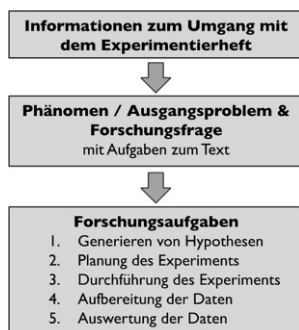 Informationen zum Umgang mit
dem Experimentierheft
Phänomen / Ausgangsproblem &
Forschungsfrage
mit Aufgaben zum Text
Forschungsaufgaben
1. Generieren von Hypothesen
2. Planung des Experiments
3. Durchführung des Experiments
4. Aufbereitung der Daten
5. Auswertung der Daten